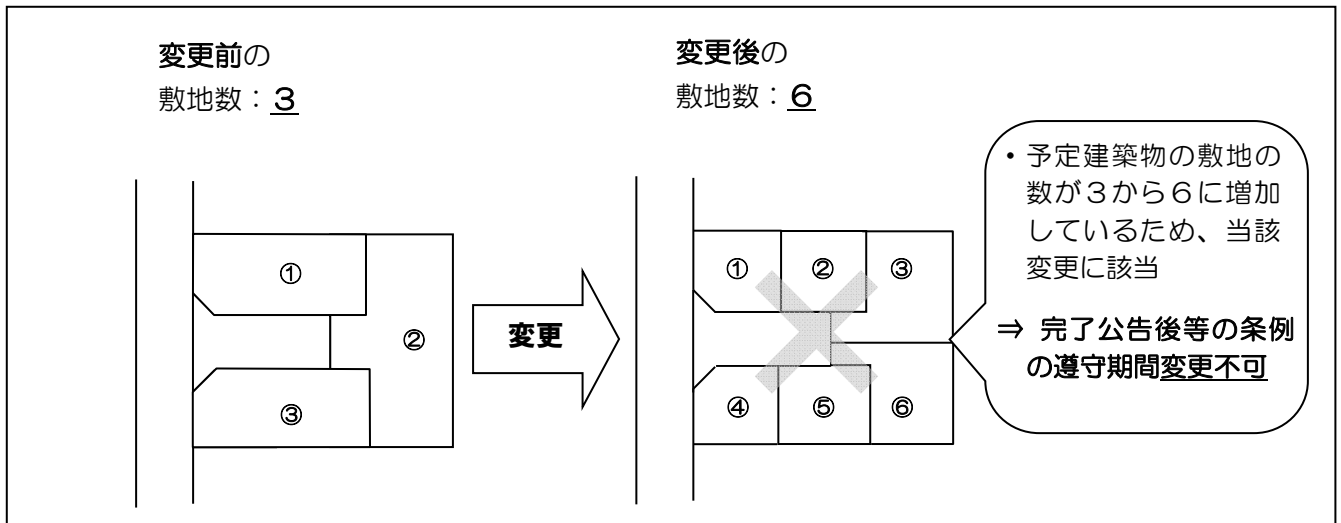 変更前の
敷地数：３
変更後の
敷地数：６
①
②
③
変更
①
②
③
④
⑤
⑥
・予定建築物の敷地の
数が３から６に増加
しているため、当該
変更に該当
⇒ 完了公告後等の条例
の遵守期間変更不可